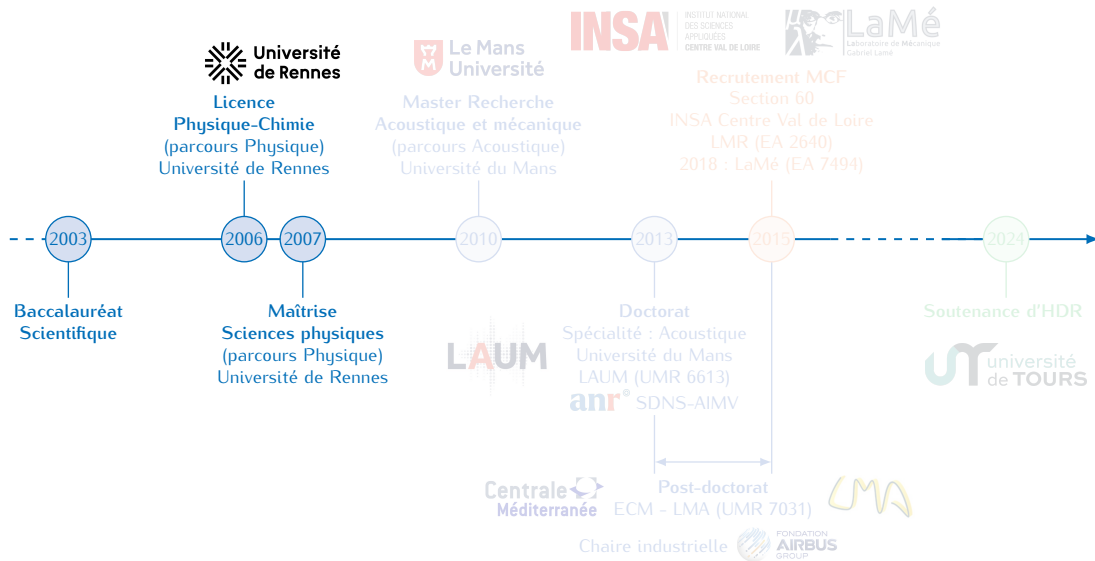 INSA
INSTITUT NATIONAL
DES SCIENCES
APPLIQUÉES
CENTRE VAL DE LOIRE
LaMé
Laboratoire de Mécanique
Gabriel Lamé
Université
de Rennes
Le Mans
Université
Licence
Physique-Chimie
(parcours Physique)
Université de Rennes
Master Recherche
Acoustique et mécanique
(parcours Acoustique)
Université du Mans
Recrutement MCF
Section 60
INSA Centre Val de Loire
LMR (EA 2640)
2018 : LaMé (EA 7494)
2003
2006
2007
2010
2013
2015
2024
Baccalauréat
Scientifique
Maîtrise
Sciences physiques
(parcours Physique)
Université de Rennes
LAUM
Doctorat
Spécialité : Acoustique
Université du Mans
LAUM (UMR 6613)
anr SDNS-AIMV
Soutenance d'HDR
université
de TOURS
Centrale
Méditerranée
Post-doctorat
ECM - LMA (UMR 7031)
LMA
Chaire industrielle
FONDATION
AIRBUS
GROUP